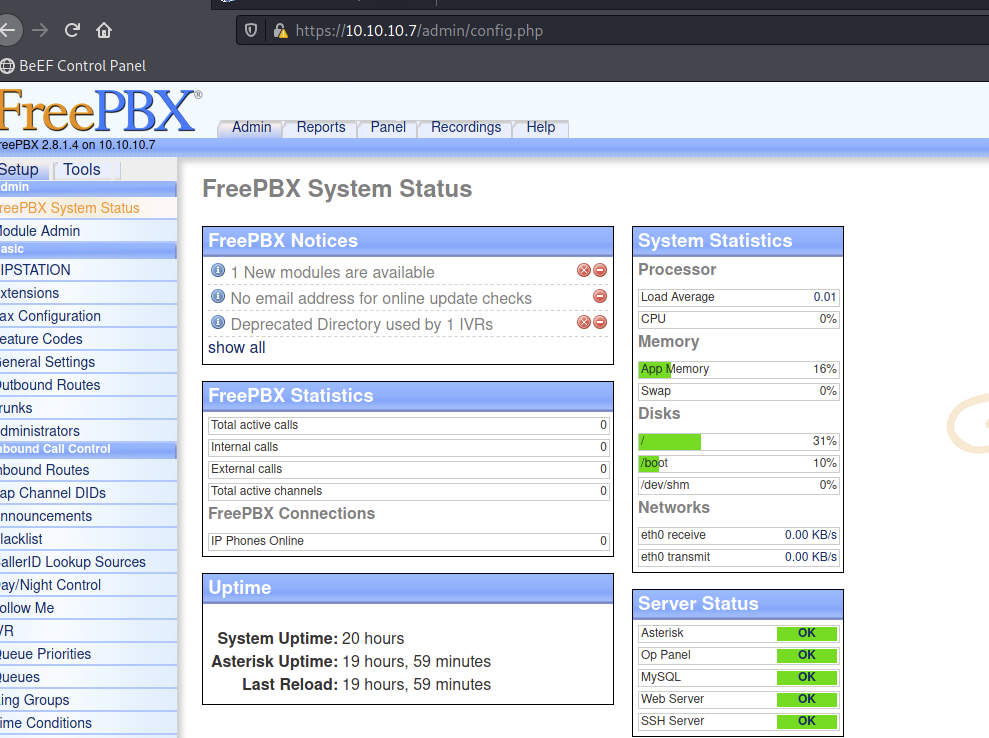 https://10.10.10.7/admin/config.php
BeEF Control Panel
FreePBX®
Admin Reports Panel Recordings Help
reePBX 2.8.1.4 on 10.10.10.7
Setup Tools
dmin
reePBX System Status
Module Admin
asic
IPSTATION
xtensions
ax Configuration
eature Codes
eneral Settings
utbound Routes
runks
dministrators
nbound Call Control
nbound Routes
ap Channel DIDs
nnouncements
lacklist
allerID Lookup Sources
ay/Night Control
ollow Me
VR
ueue Priorities
ueues
ing Groups
ime Conditions
FreePBX System Status
FreePBX Notices
1 New modules are available
No email address for online update checks
Deprecated Directory used by 1 IVRs
show all
FreePBX Statistics
Total active calls 0
Internal calls 0
External calls 0
Total active channels 0
FreePBX Connections
IP Phones Online 0
Uptime
System Uptime: 20 hours
Asterisk Uptime: 19 hours, 59 minutes
Last Reload: 19 hours, 59 minutes
System Statistics
Processor
Load Average 0.01
CPU 0%
Memory
App Memory 16%
Swap 0%
Disks
/ 31%
/boot 10%
/dev/shm 0%
Networks
eth0 receive 0.00 KB/s
eth0 transmit 0.00 KB/s
Server Status
Asterisk OK
Op Panel OK
MySQL OK
Web Server OK
SSH Server OK